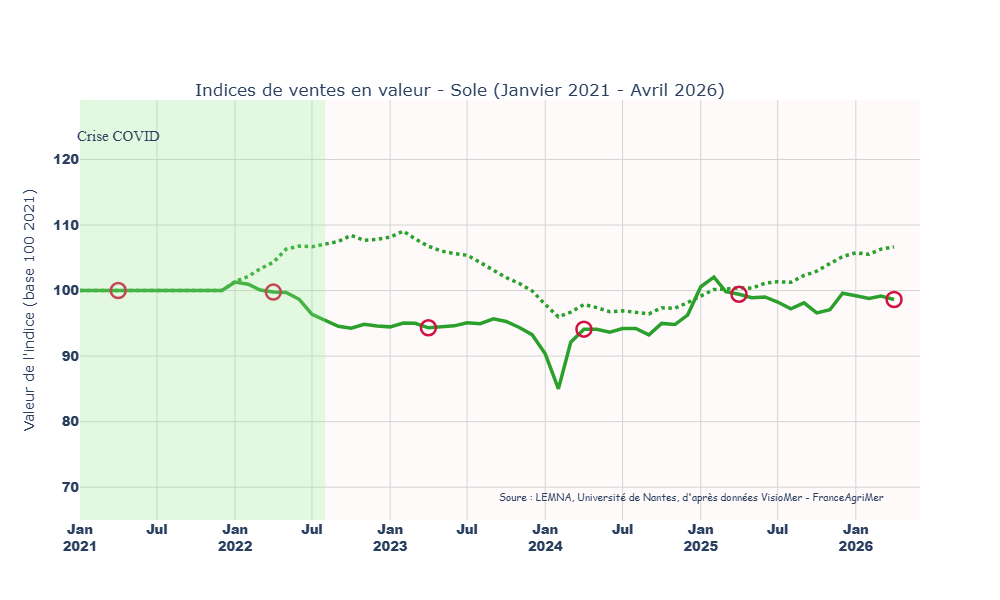 Indices de ventes en valeur - Sole (Janvier 2021 - Avril 2026)
Crise COVID
Valeur de l'indice (base 100 2021)
120
110
100
90
80
70
Soure : LEMNA, Université de Nantes, d'après données VisioMer - FranceAgriMer
Jan Jul Jan Jul Jan Jul Jan Jul Jan Jul Jan
2021 2022 2023 2024 2025 2026